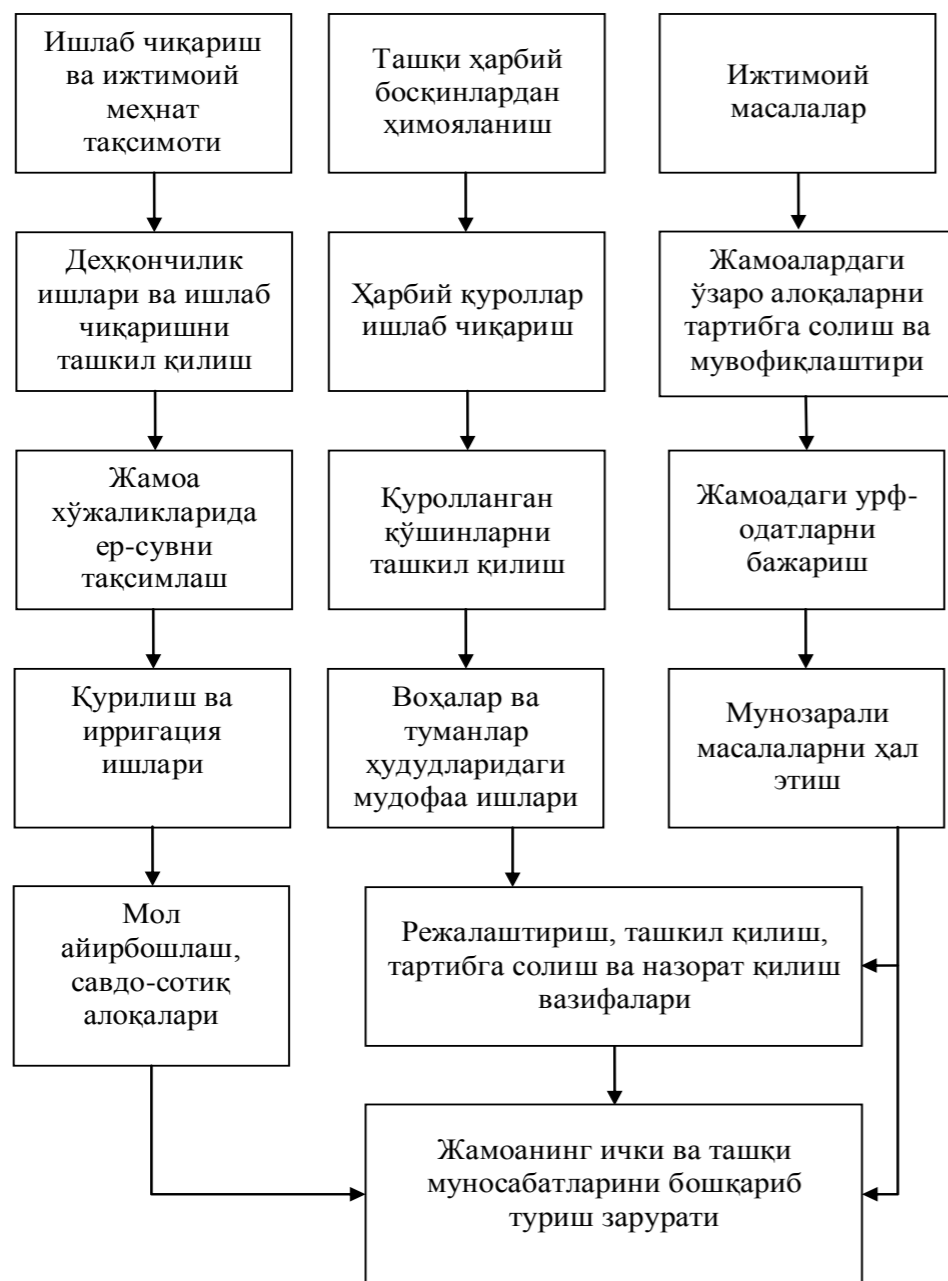 Ишлаб чиқариш
ва ижтимоий
меҳнат
тақсимоти
Ташқи ҳарбий
босқинлардан
ҳимояланиш
Ижтимоий
масалалар
Деҳқончилик
ишлари ва ишлаб
чиқаришни
ташкил қилиш
Ҳарбий қуроллар
ишлаб чиқариш
Жамоалардаги
ўзаро алоқаларни
тартибга солиш ва
мувофиқлаштири
Жамоа
хўжаликларида
ер-сувни
тақсимлаш
Қуролланган
қўшинларни
ташкил қилиш
Жамоадаги урф-
одатларни
бажариш
Қурилиш ва
ирригация
ишлари
Воҳалар ва
туманлар
ҳудудларидаги
мудофаа ишлари
Мунозарали
масалаларни ҳал
этиш
Мол
айирбошлаш,
савдо-сотиқ
алоқалари
Режалаштириш, ташкил қилиш,
тартибга солиш ва назорат қилиш
вазифалари
Жамоанинг ички ва ташқи
муносабатларини бошқариб
туриш зарурати